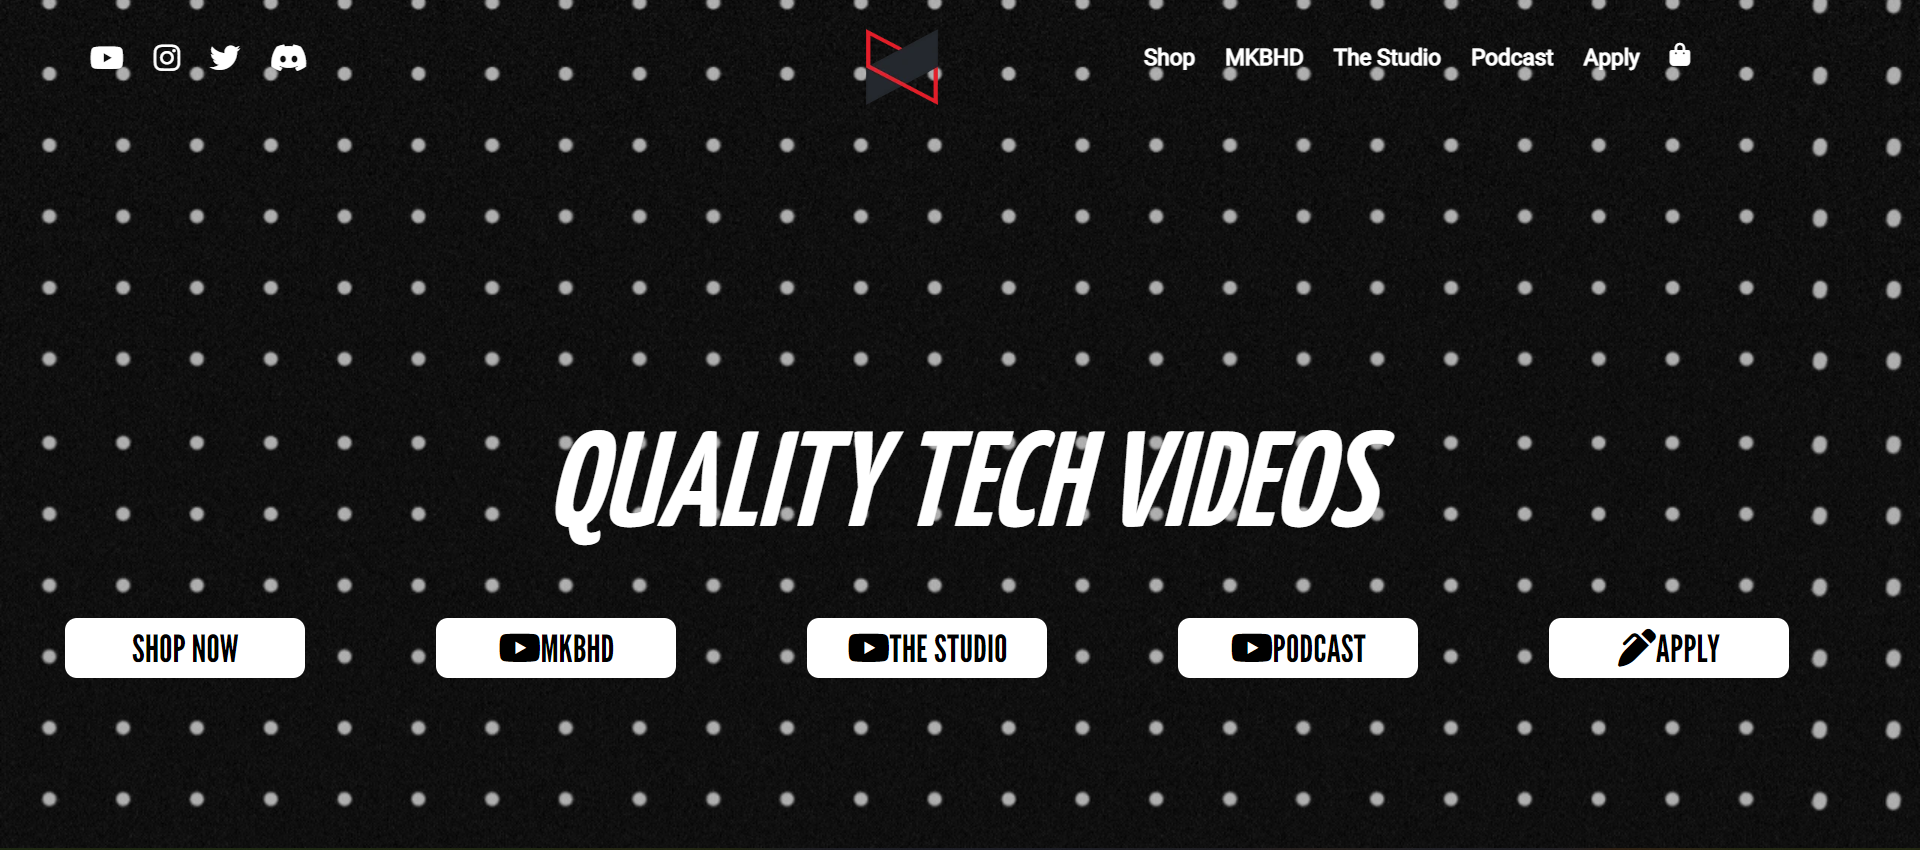 Shop MKBHD The Studio Podcast Apply
QUALITY TECH VIDEOS
SHOP NOW MKBHD THE STUDIO PODCAST APPLY